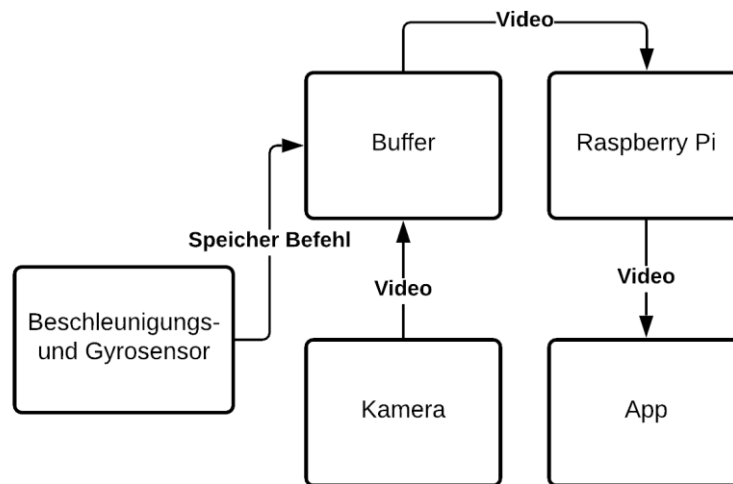 Video
Buffer
Raspberry Pi
Speicher Befehl
Video
Video
Beschleunigungs-
und Gyrosensor
Kamera
App